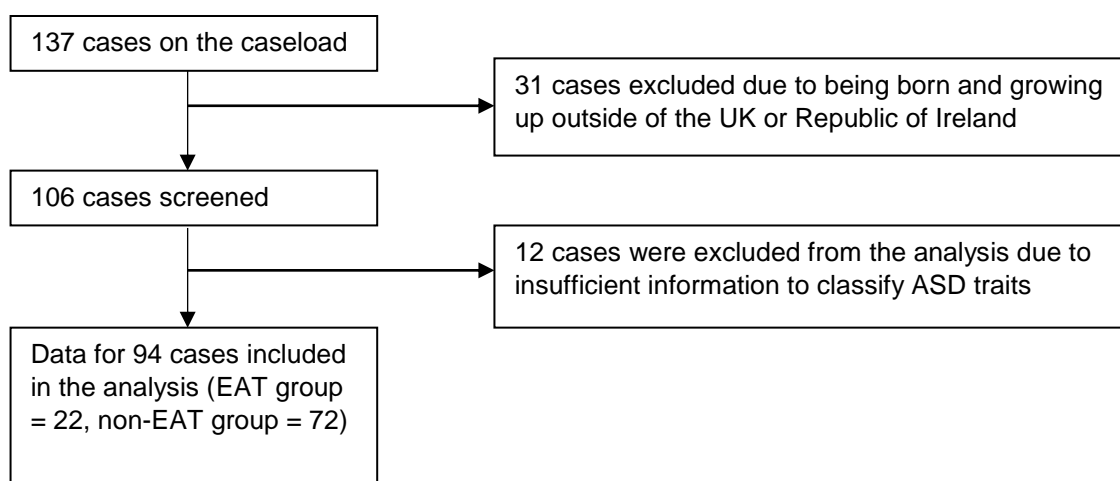 137 cases on the caseload
31 cases excluded due to being born and growing
up outside of the UK or Republic of Ireland
106 cases screened
12 cases were excluded from the analysis due to
insufficient information to classify ASD traits
Data for 94 cases included
in the analysis (EAT group
= 22, non-EAT group = 72)